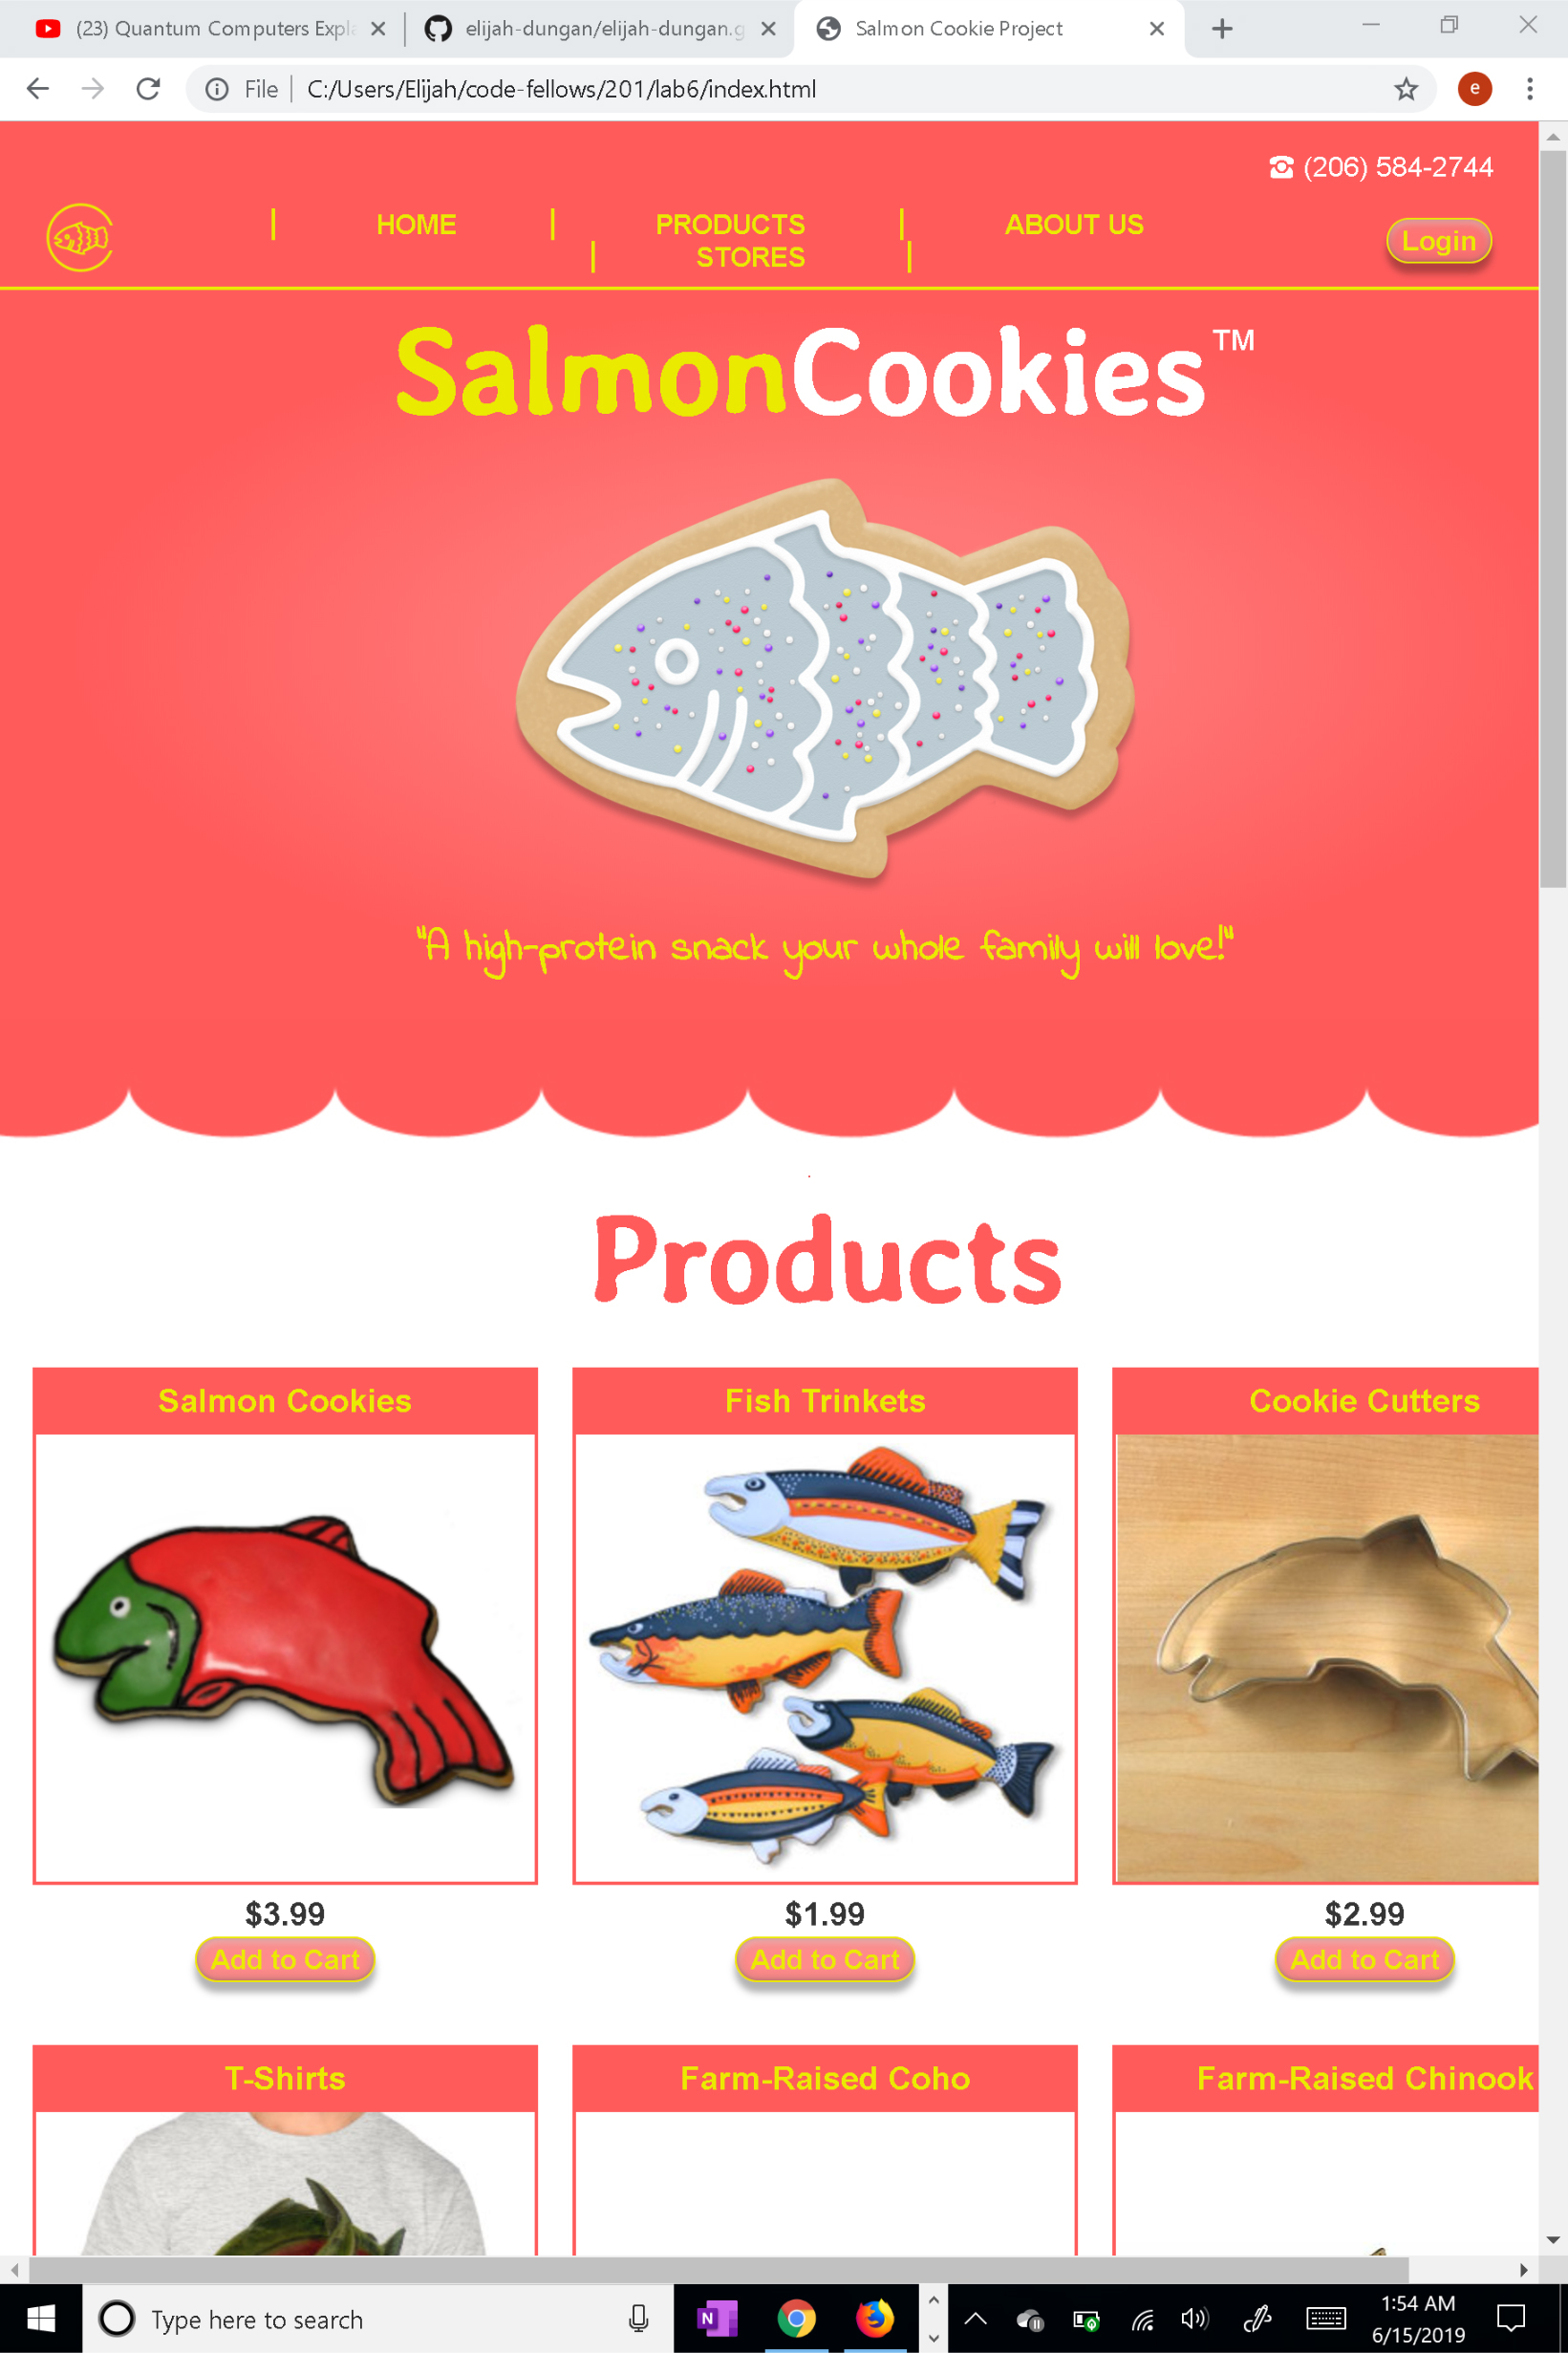 (23) Quantum Computers Expla
elijah-dungan/elijah-dungan.g
Salmon Cookie Project
File
C:/Users/Elijah/code-fellows/201/lab6/index.html
e
(206) 584-2744
| HOME | PRODUCTS | ABOUT US
| STORES |
Login
SalmonCookies™
"A high-protein snack your whole family will love!"
Products
Salmon Cookies
Fish Trinkets
Cookie Cutters
$3.99
$1.99
$2.99
Add to Cart
Add to Cart
Add to Cart
T-Shirts
Farm-Raised Coho
Farm-Raised Chinook
Type here to search
N
1:54 AM
6/15/2019